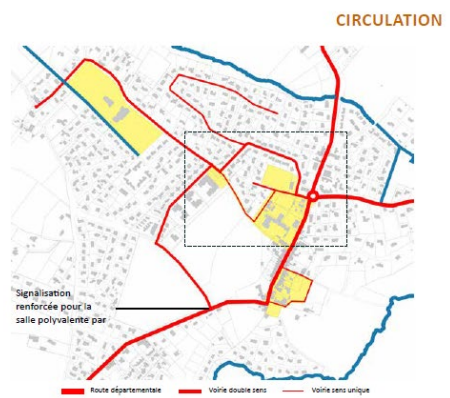 CIRCULATION
Signalisation
renforcée pour la
salle polyvalente par
Route départementale
Voirie double sens
Voirie sens unique